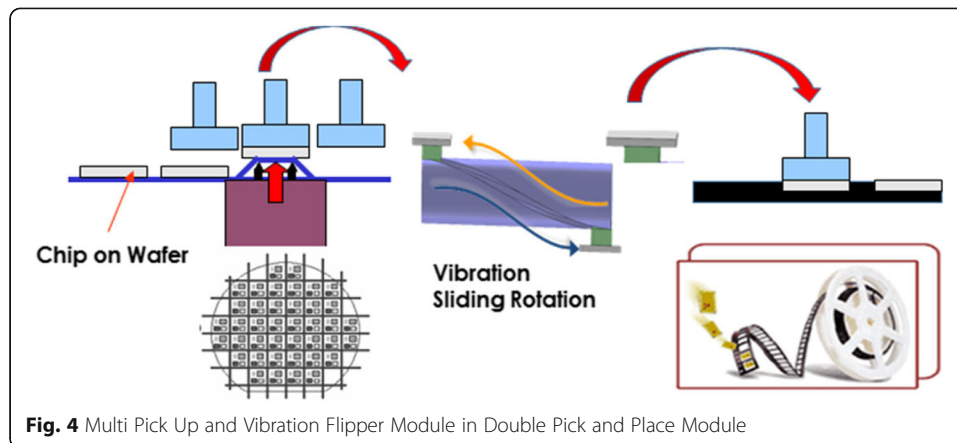 Chip on Wafer
Vibration
Sliding Rotation
Fig. 4 Multi Pick Up and Vibration Flipper Module in Double Pick and Place Module